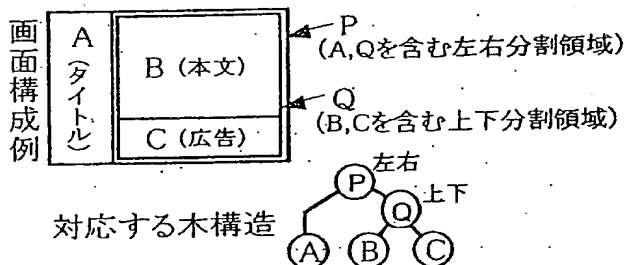 画面構成例
A
(タイトル)
B (本文)
C (広告)
P
(A,Qを含む左右分割領域)
Q
(B,Cを含む上下分割領域)
対応する木構造
P 左右
Q 上下
A B C